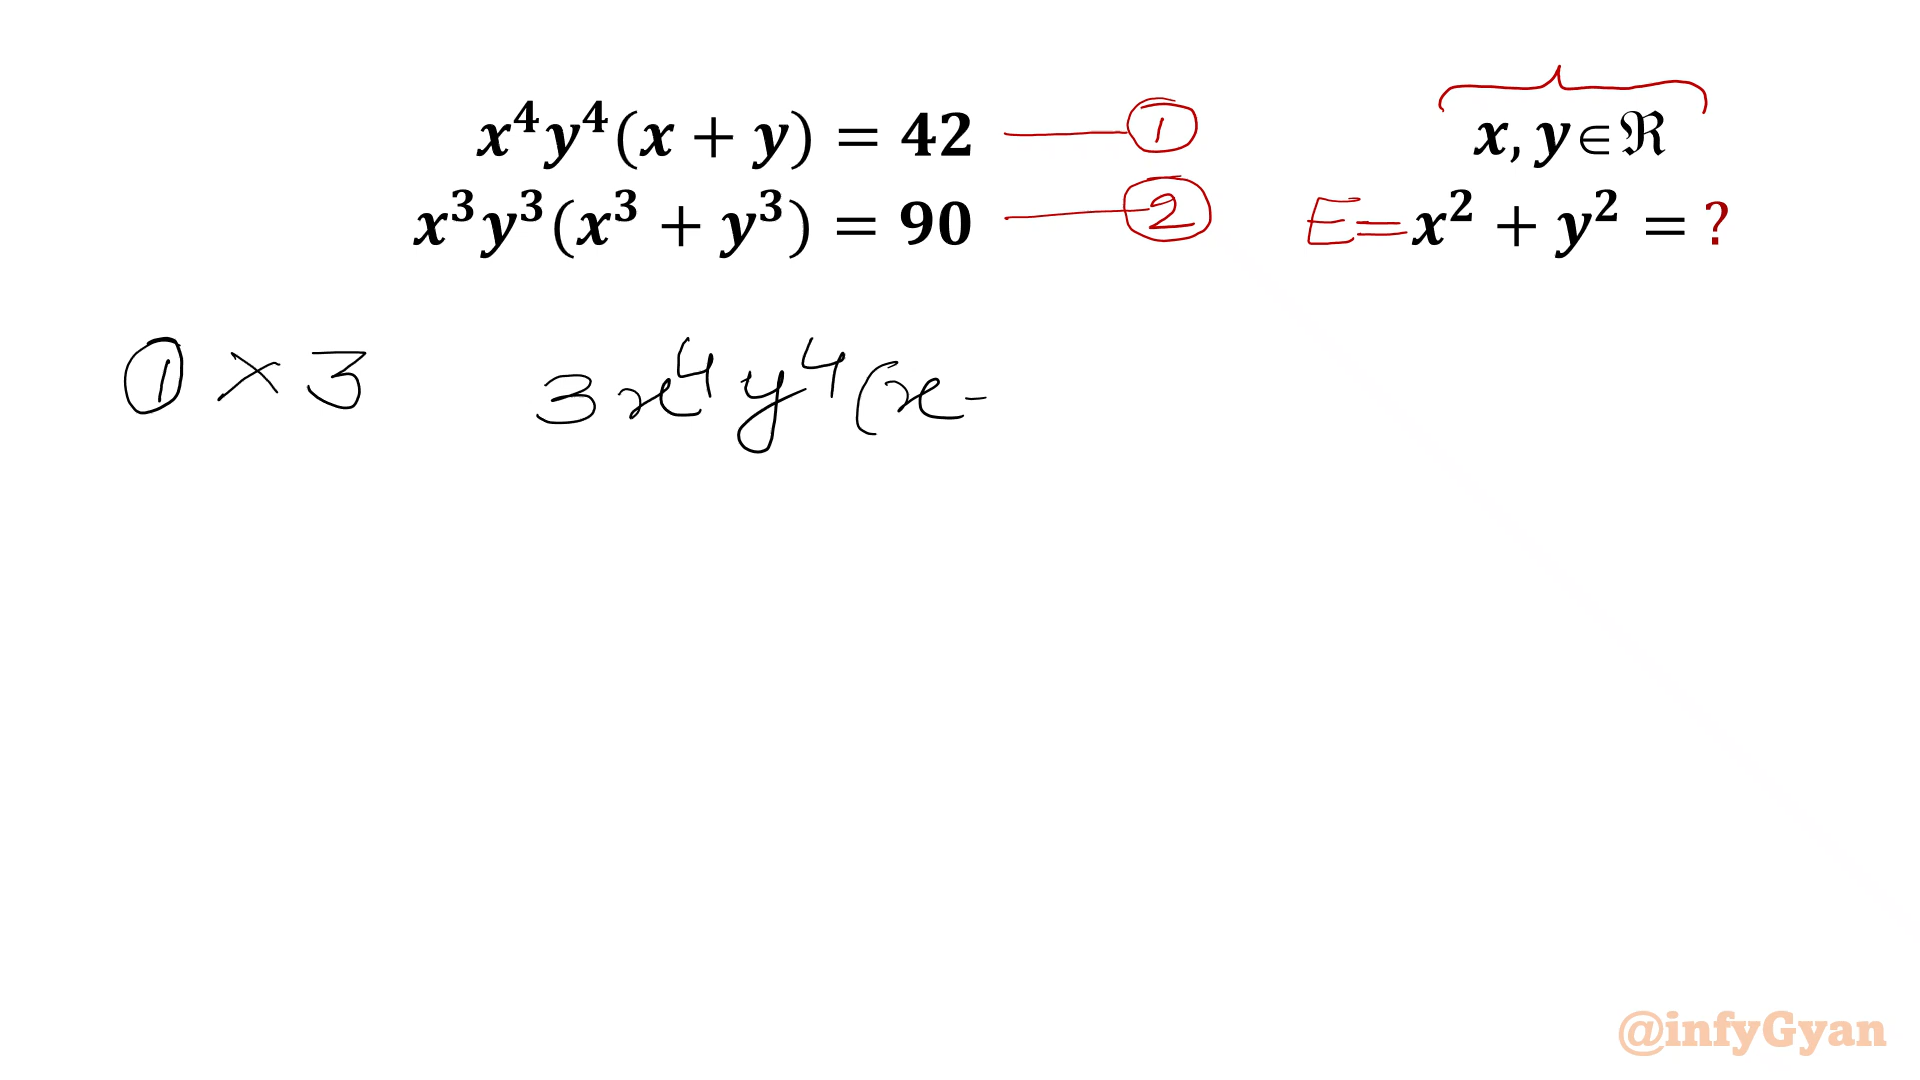 x⁴y⁴(x + y) = 42 —— ①
x, y ∈ ℜ
x³y³(x³ + y³) = 90 —— ②
E = x² + y² = ?
① × 3 3x⁴y⁴(x -
@infyGyan